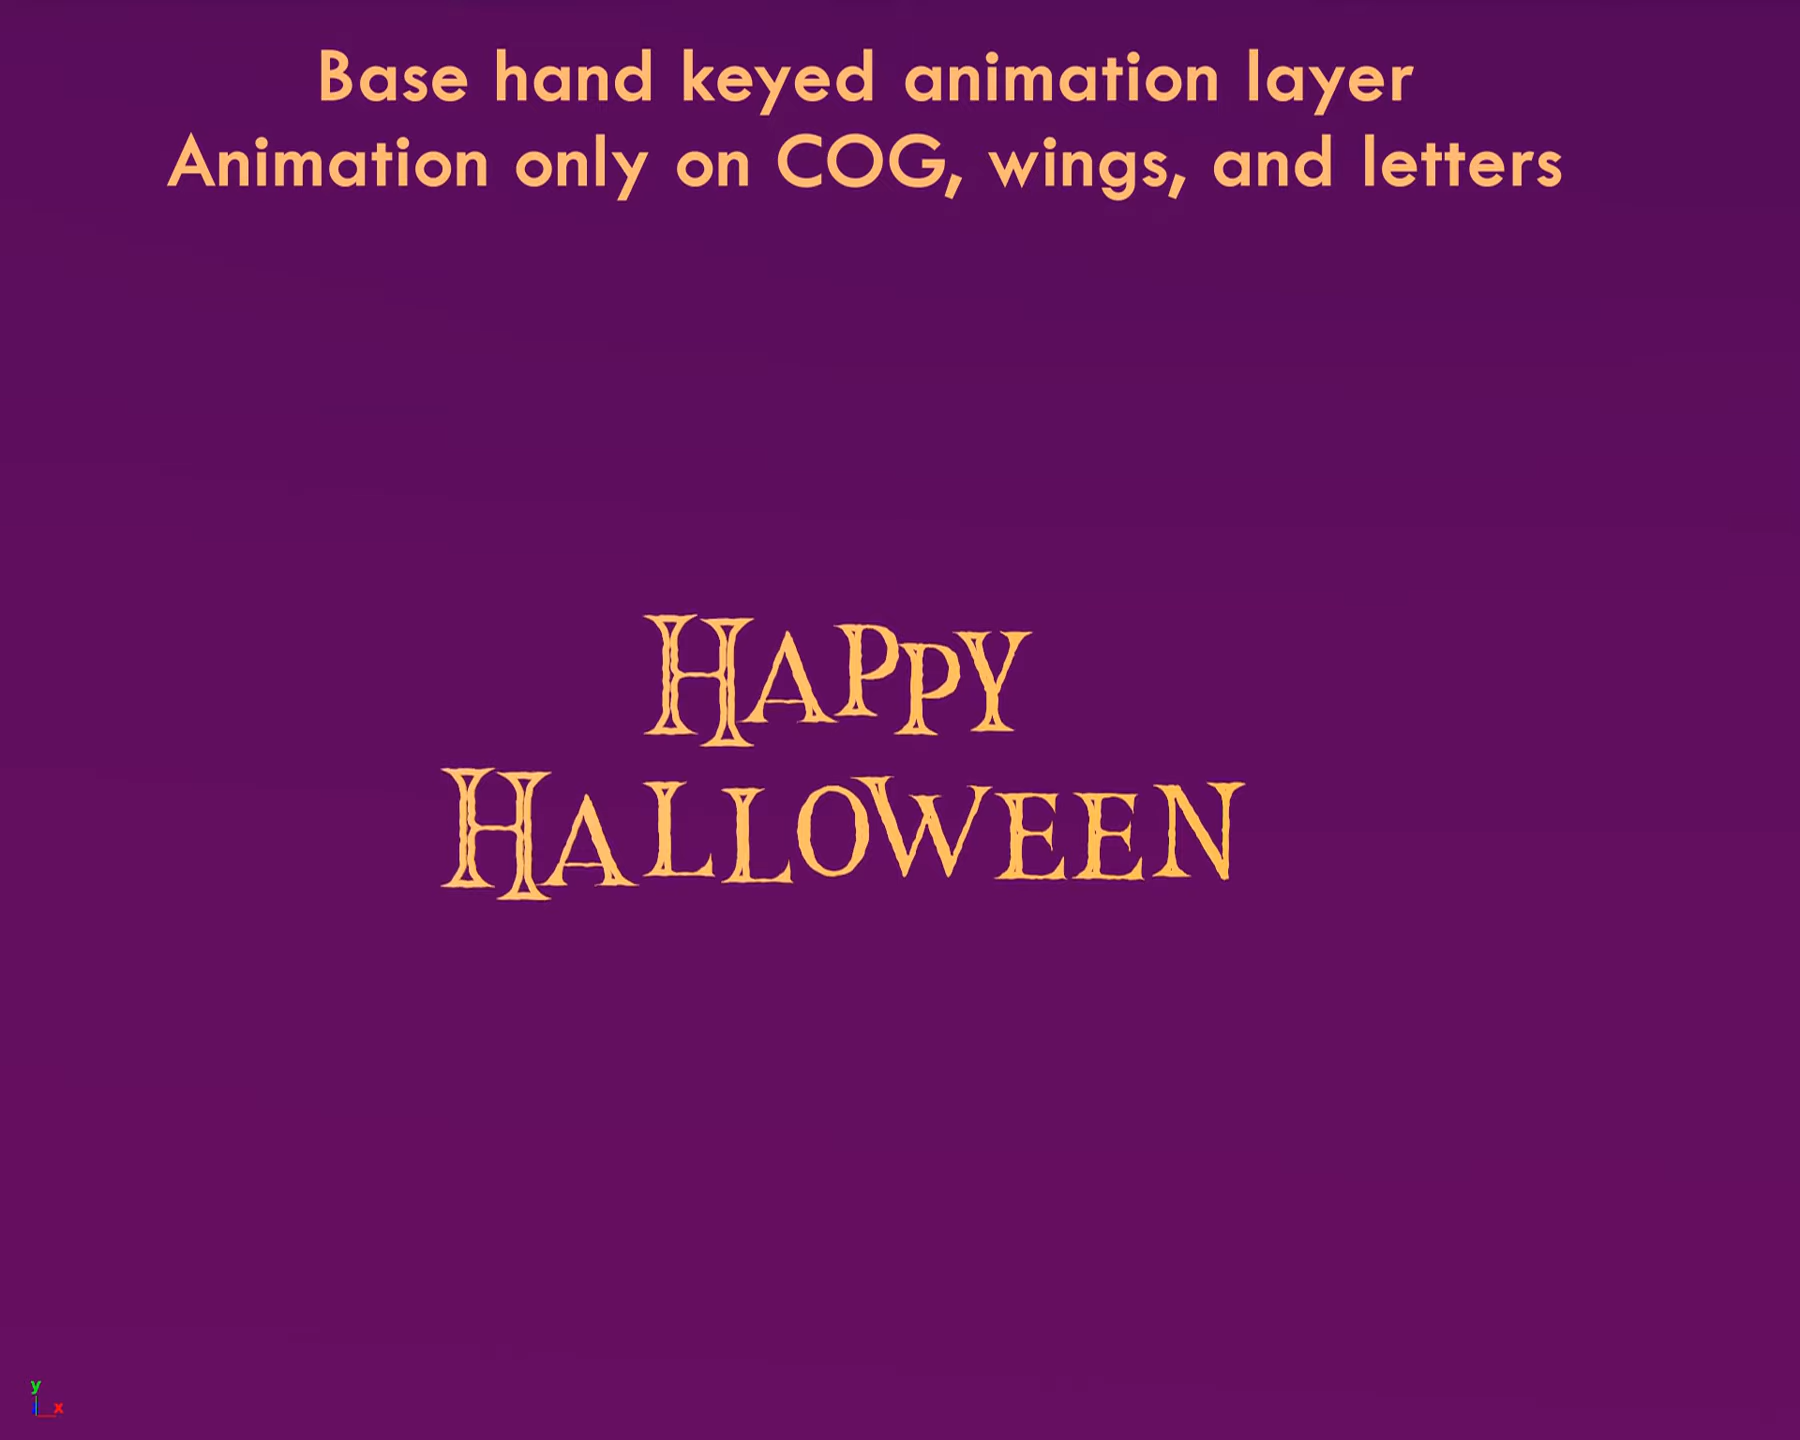 Base hand keyed animation layer
Animation only on COG, wings, and letters
HAPPY
HALLOWEEN
y
x